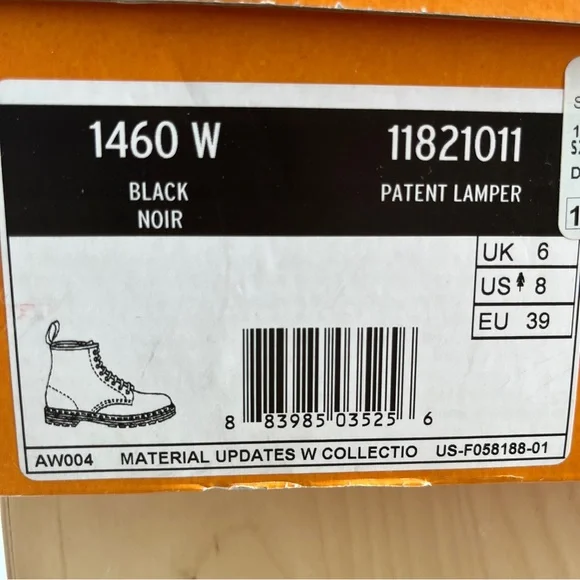 1460 W
11821011
BLACK
PATENT LAMPER
NOIR
UK 6
US 8
EU 39
8 83985 03525 6
AW004 MATERIAL UPDATES W COLLECTIO US-F058188-01